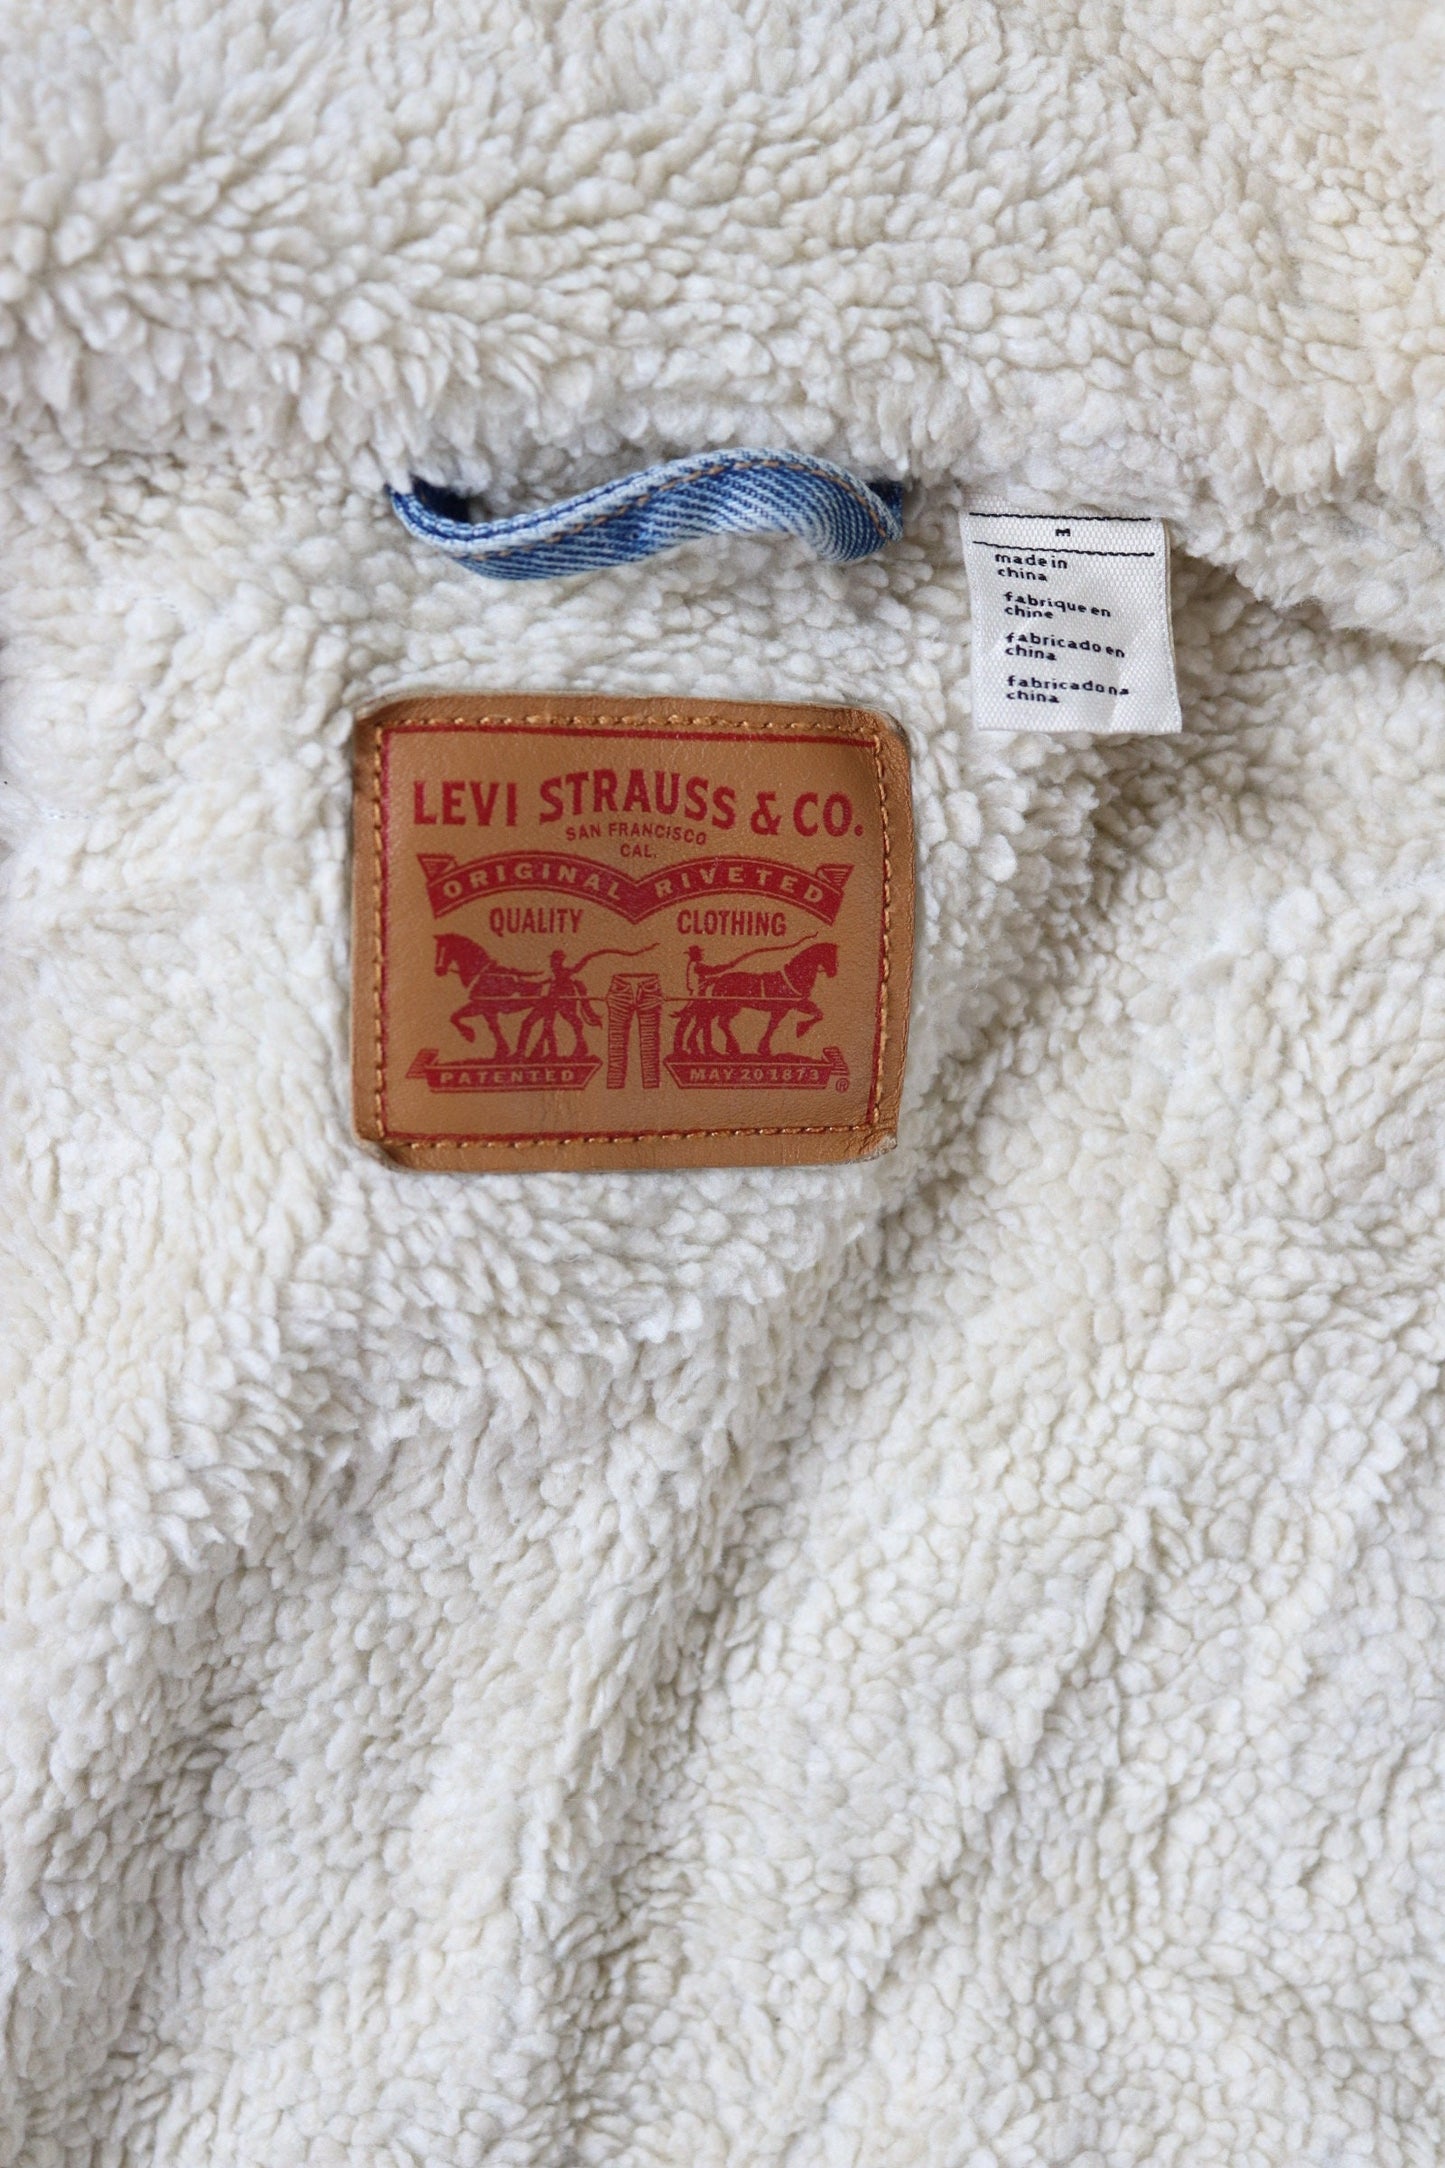 M
made in
china
fabrique en
chine
fabricado en
china
fabricado na
china
LEVI STRAUSS & CO.
SAN FRANCISCO
CAL.
ORIGINAL RIVETED
QUALITY CLOTHING
PATENTED MAY 20 1873 ®